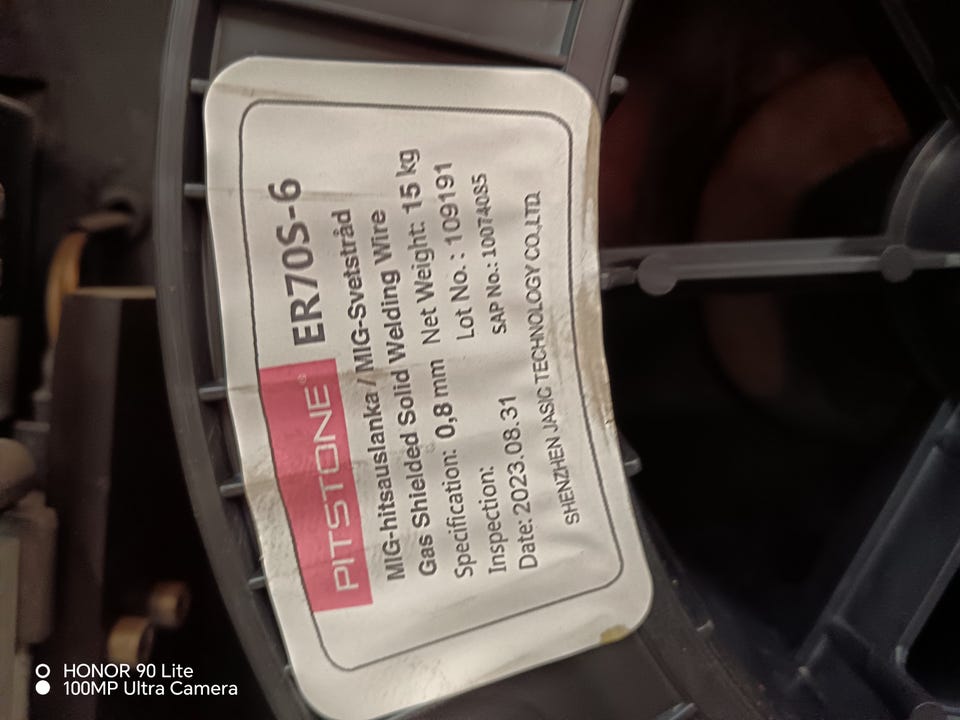 PITSTONE® ER70S-6
MIG-hitsauslanka / MIG-Svetstråd
Gas Shielded Solid Welding Wire
Specification: 0,8 mm Net Weight: 15 kg
Inspection: Lot No.: 109191
Date: 2023.08.31 SAP No.: 10074085
SHENZHEN JASIC TECHNOLOGY CO.,LTD
HONOR 90 Lite
100MP Ultra Camera